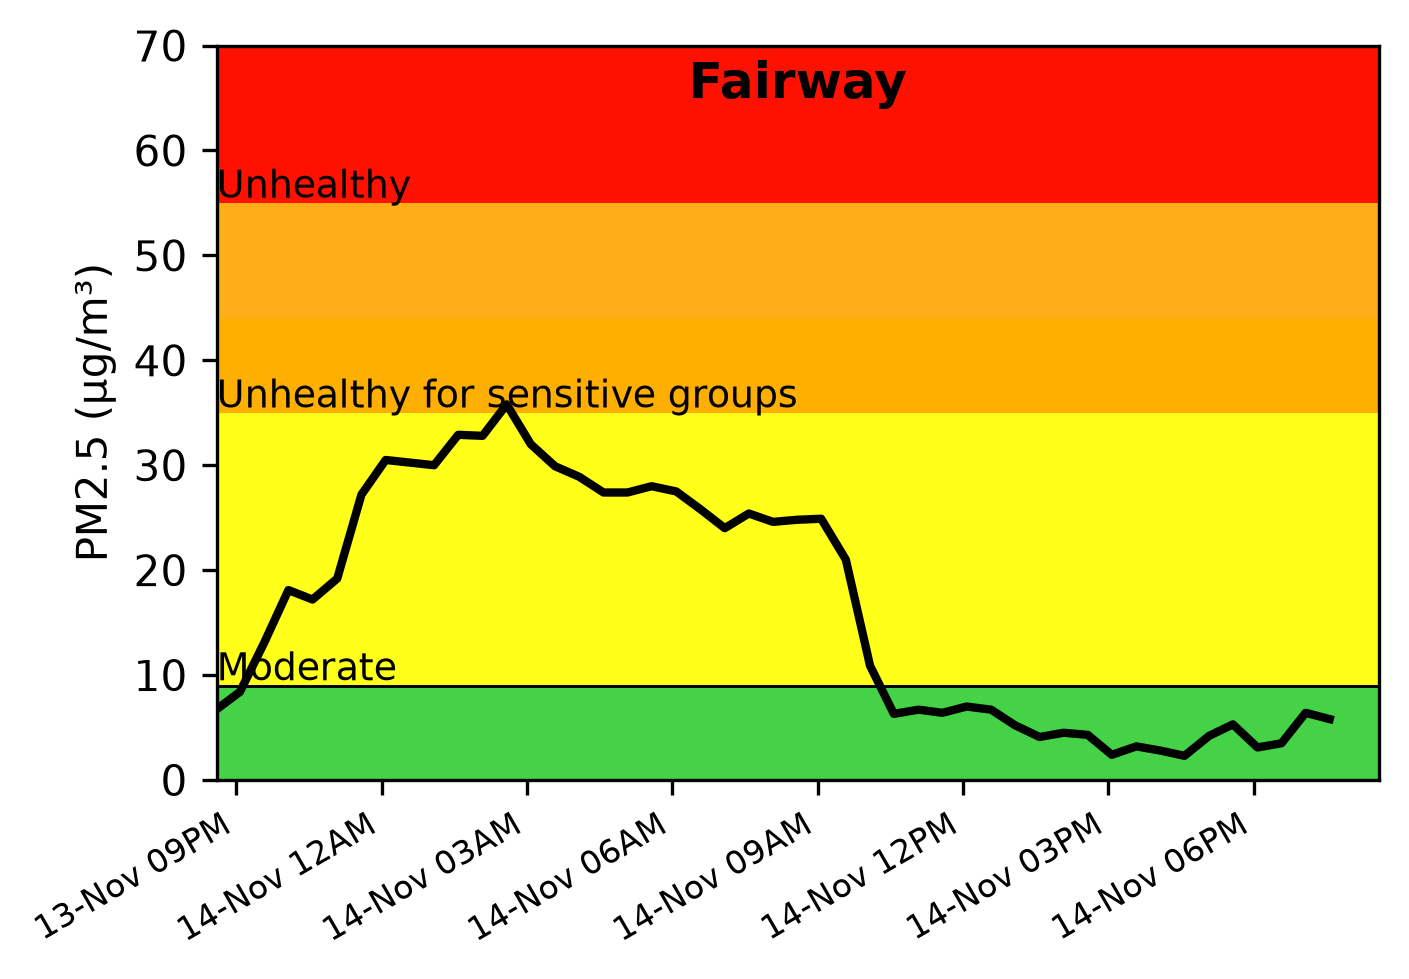 Fairway
PM2.5 (µg/m³)
70
60
Unhealthy
50
40
Unhealthy for sensitive groups
30
20
10
Moderate
0
13-Nov 09PM
14-Nov 12AM
14-Nov 03AM
14-Nov 06AM
14-Nov 09AM
14-Nov 12PM
14-Nov 03PM
14-Nov 06PM